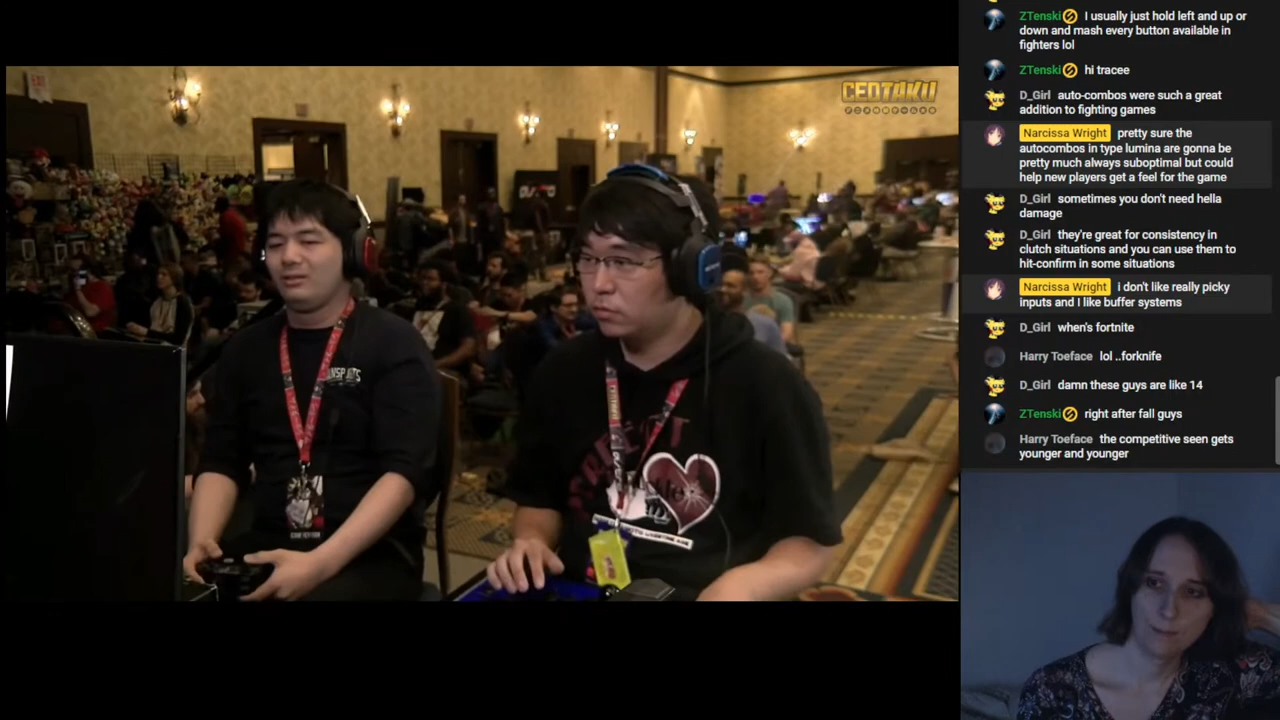 CEOTAKU
ZTenski I usually just hold left and up or
down and mash every button available in
fighters lol
ZTenski hi tracee
D_Girl auto-combos were such a great
addition to fighting games
Narcissa Wright pretty sure the
autocombos in type lumina are gonna be
pretty much always suboptimal but could
help new players get a feel for the game
D_Girl sometimes you don't need hella
damage
D_Girl they're great for consistency in
clutch situations and you can use them to
hit-confirm in some situations
Narcissa Wright i don't like really picky
inputs and I like buffer systems
D_Girl when's fortnite
Harry Toeface lol ..forknife
D_Girl damn these guys are like 14
ZTenski right after fall guys
Harry Toeface the competitive seen gets
younger and younger